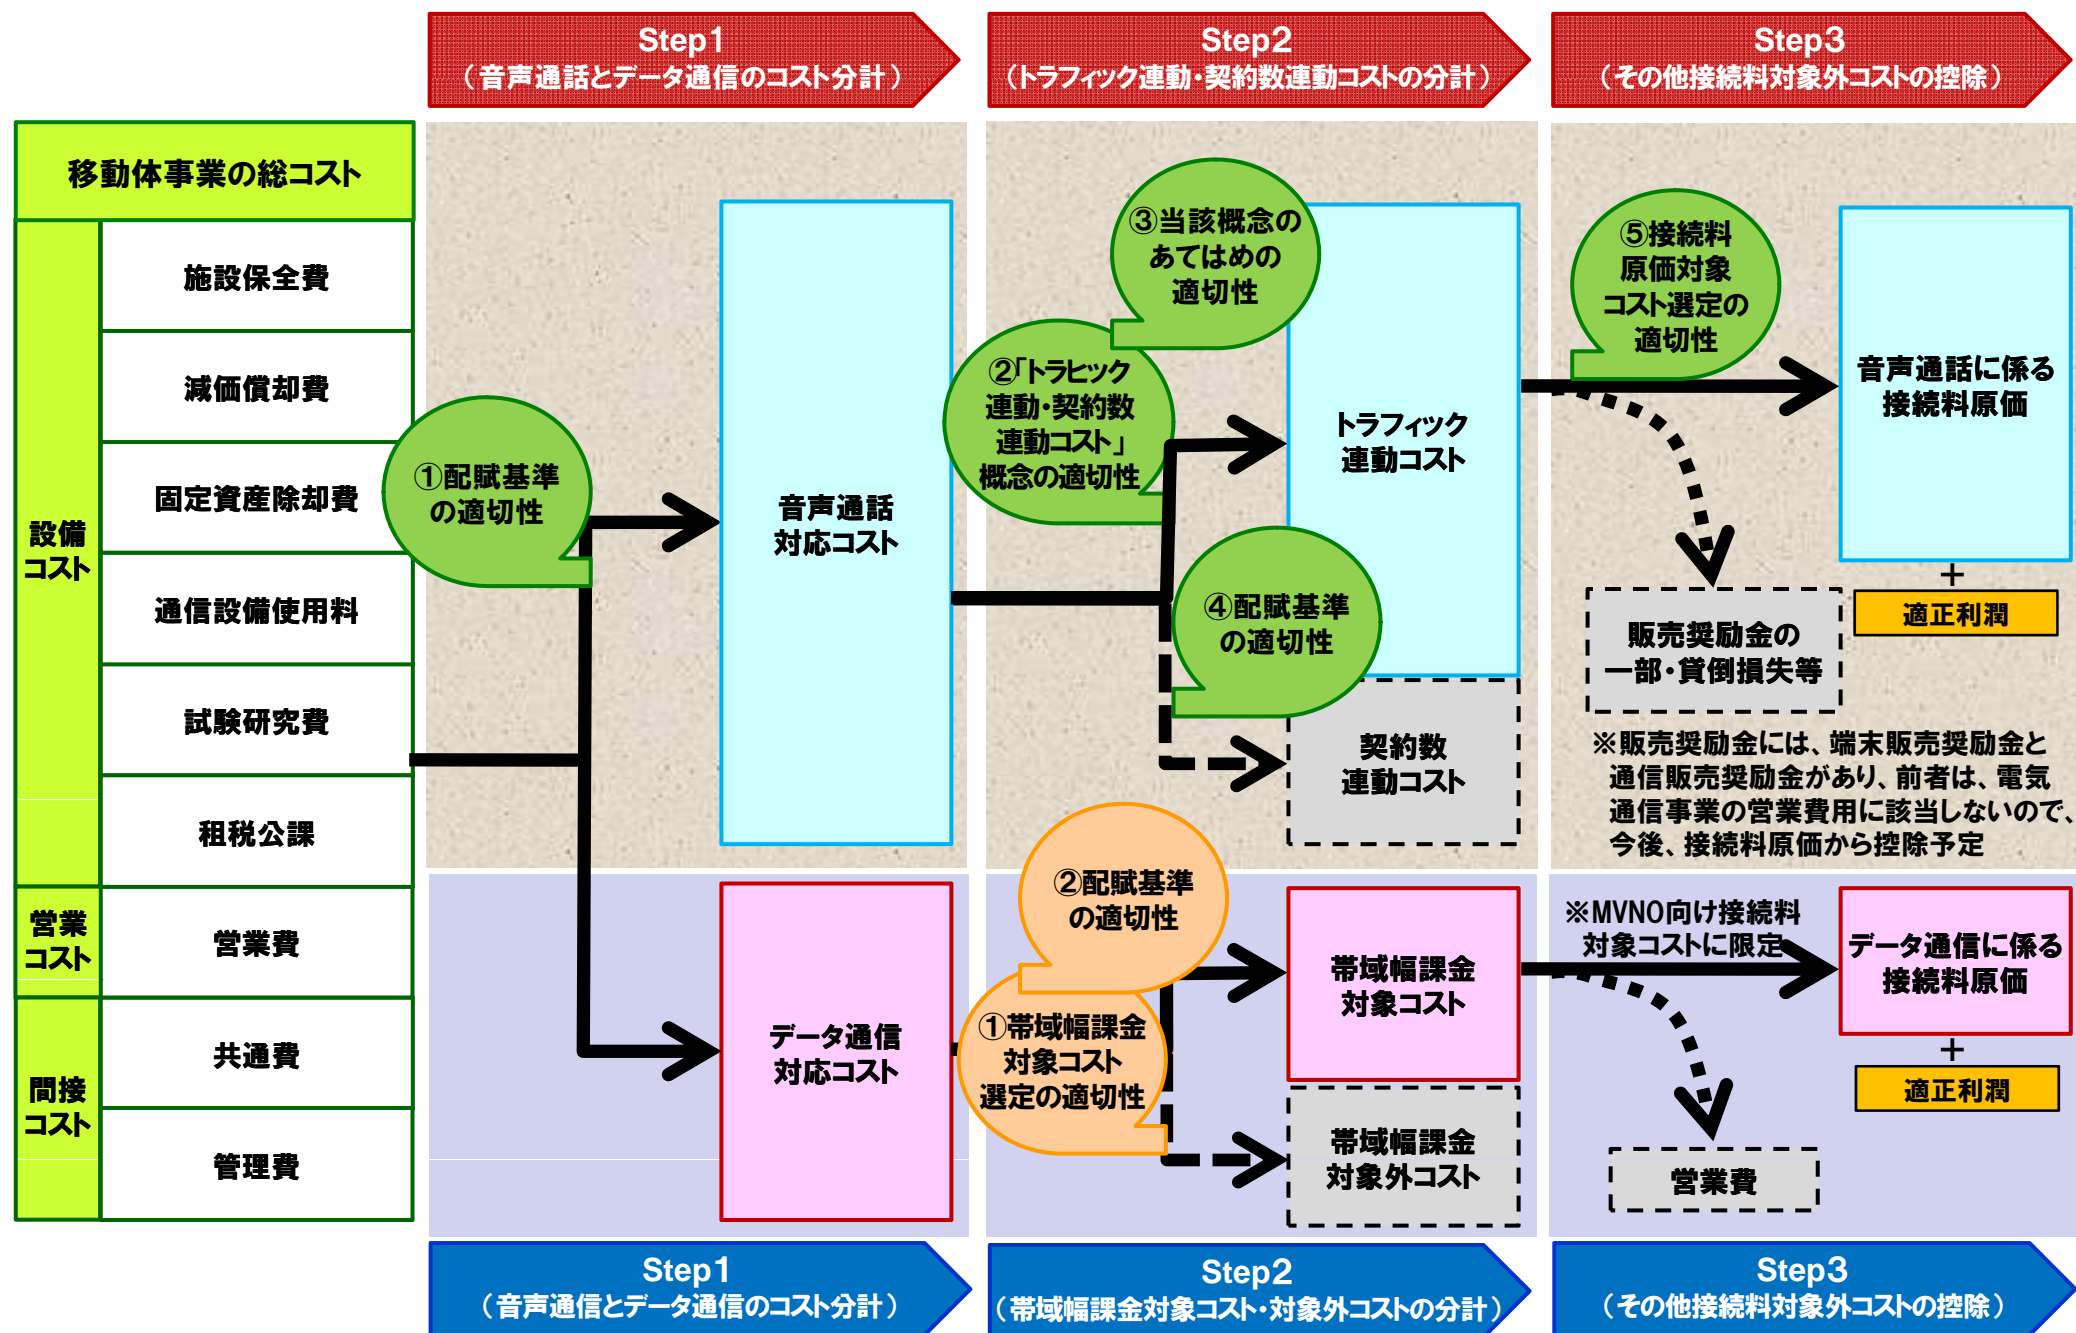 Step1
（音声通話とデータ通信のコスト分計）
Step2
（トラフィック連動・契約数連動コストの分計）
Step3
（その他接続料対象外コストの控除）
移動体事業の総コスト
設備
コスト
施設保全費
減価償却費
固定資産除却費
通信設備使用料
試験研究費
租税公課
営業
コスト
営業費
間接
コスト
共通費
管理費
①配賦基準
の適切性
音声通話
対応コスト
データ通信
対応コスト
②「トラヒック
連動・契約数
連動コスト」
概念の適切性
③当該概念の
あてはめの
適切性
④配賦基準
の適切性
トラフィック
連動コスト
契約数
連動コスト
⑤接続料
原価対象
コスト選定の
適切性
音声通話に係る
接続料原価
＋
適正利潤
販売奨励金の
一部・貸倒損失等
※販売奨励金には、端末販売奨励金と
通信販売奨励金があり、前者は、電気
通信事業の営業費用に該当しないので、
今後、接続料原価から控除予定
②配賦基準
の適切性
①帯域幅課金
対象コスト
選定の適切性
帯域幅課金
対象コスト
帯域幅課金
対象外コスト
※MVNO向け接続料
対象コストに限定
データ通信に係る
接続料原価
＋
適正利潤
営業費
Step1
（音声通信とデータ通信のコスト分計）
Step2
（帯域幅課金対象コスト・対象外コストの分計）
Step3
（その他接続料対象外コストの控除）